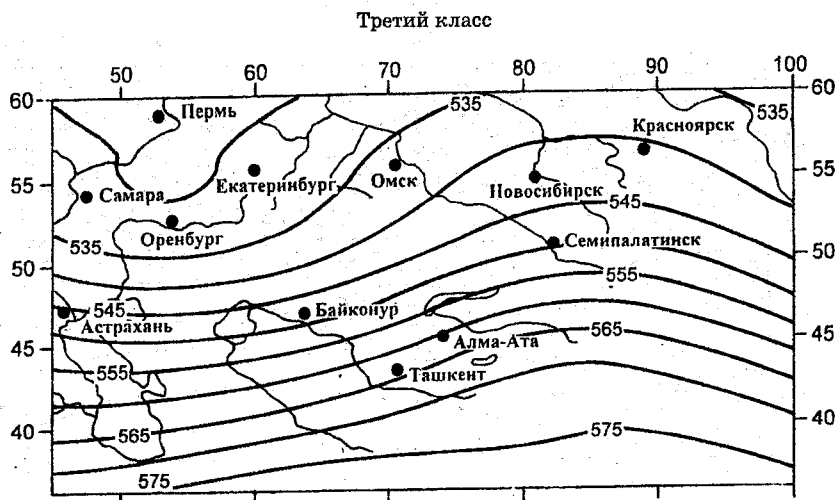 Третий класс
50 60 70 80 90 100
60 535 535 60
Пермь
Красноярск
55 Самара Екатеринбург Омск Новосибирск 55
545
Оренбург Семипалатинск
535
50 555 50
545 Байконур
Астрахань 565
45 Алма-Ата 45
555 Ташкент
40 565 575 40
575